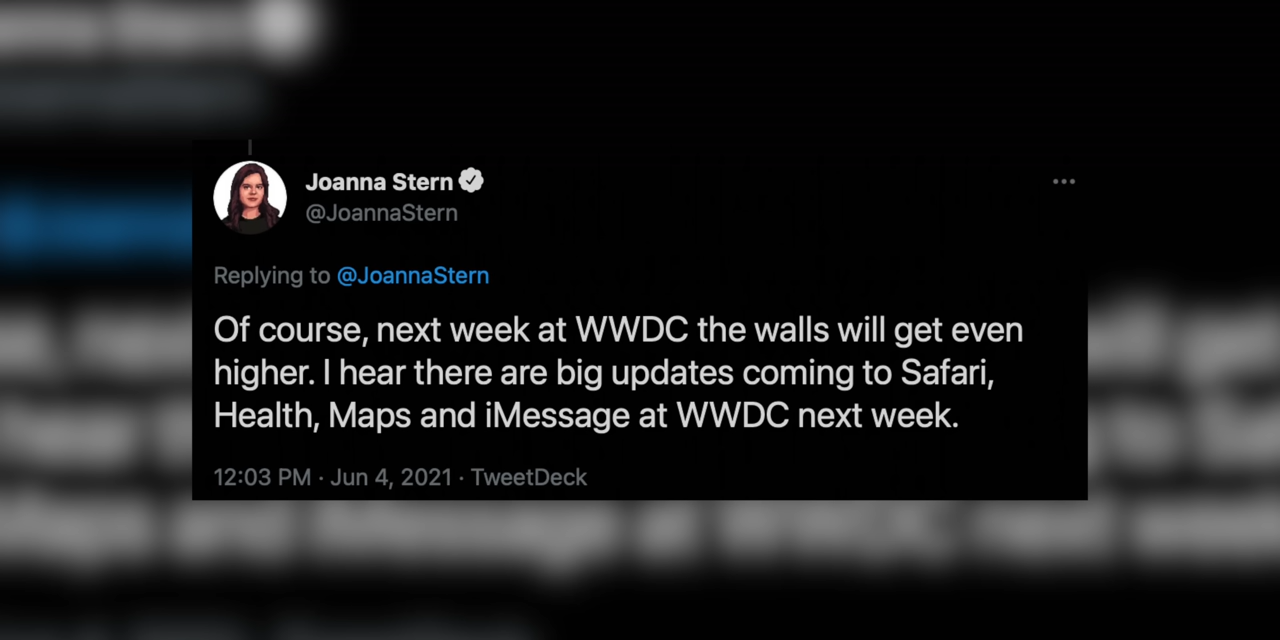 Joanna Stern
@JoannaStern
Replying to @JoannaStern
Of course, next week at WWDC the walls will get even
higher. I hear there are big updates coming to Safari,
Health, Maps and iMessage at WWDC next week.
12:03 PM · Jun 4, 2021 · TweetDeck